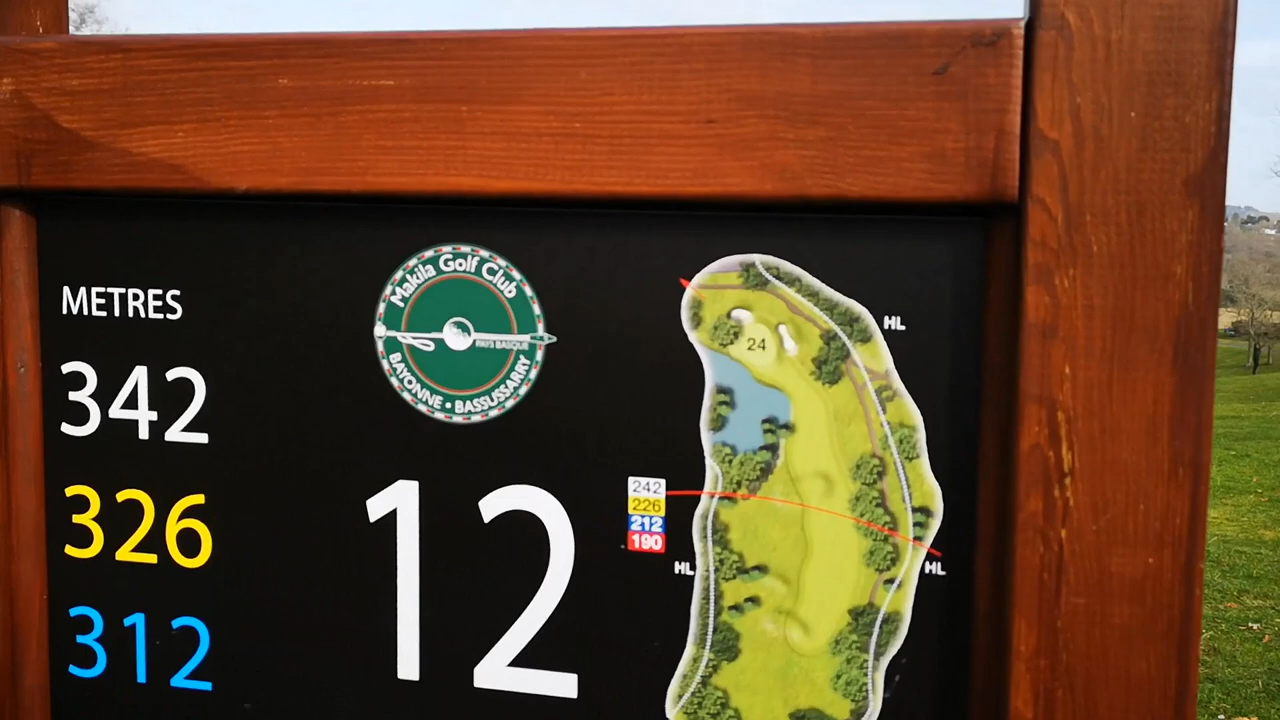 METRES
342
326
312
Makila Golf Club
PAYS BASQUE
BAYONNE • BASSUSSARRY
12
HL
24
242
226
212
190
HL
HL